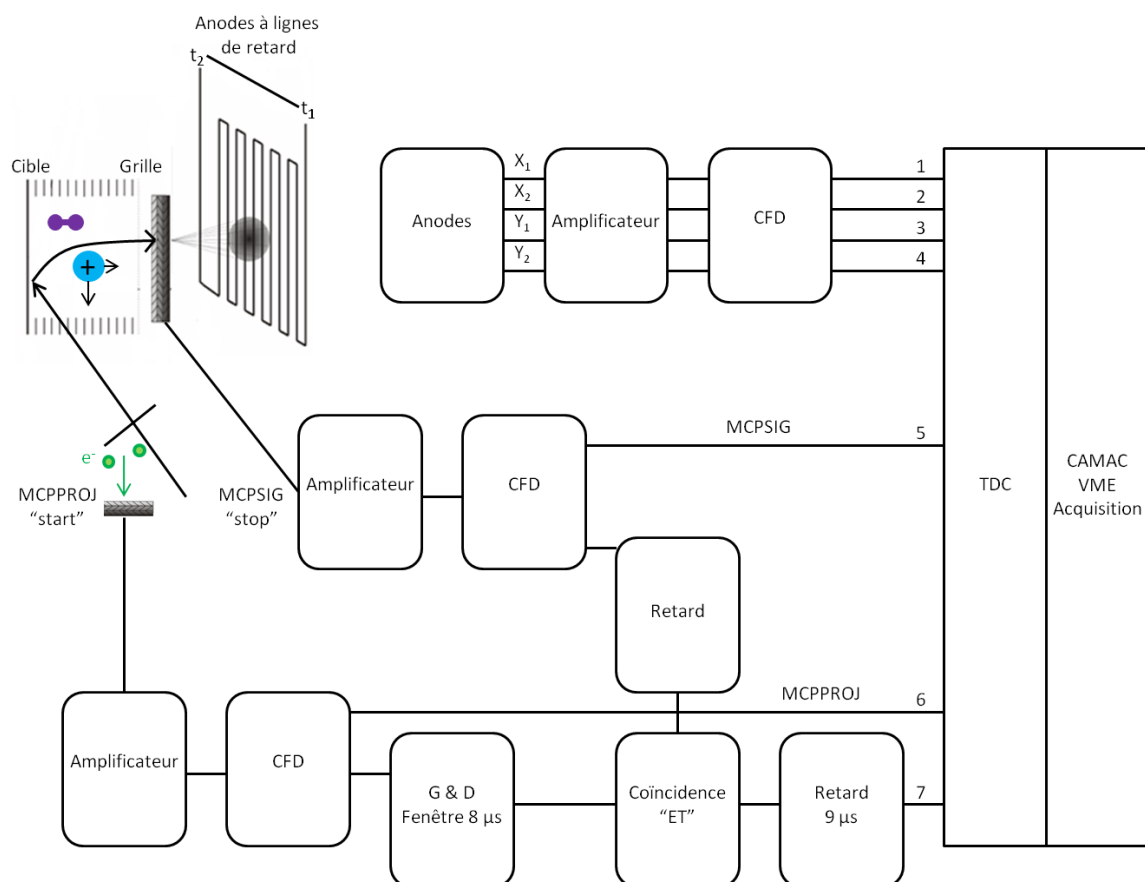 Anodes à lignes
de retard
t2
t1
Cible
Grille
+
e-
MCPPROJ
“start”
MCPSIG
“stop”
Anodes
X1
X2
Y1
Y2
Amplificateur
CFD
1
2
3
4
Amplificateur
CFD
MCPSIG
5
Retard
TDC
CAMAC
VME
Acquisition
MCPPROJ
6
Amplificateur
CFD
G & D
Fenêtre 8 µs
Coïncidence
“ET”
Retard
9 µs
7